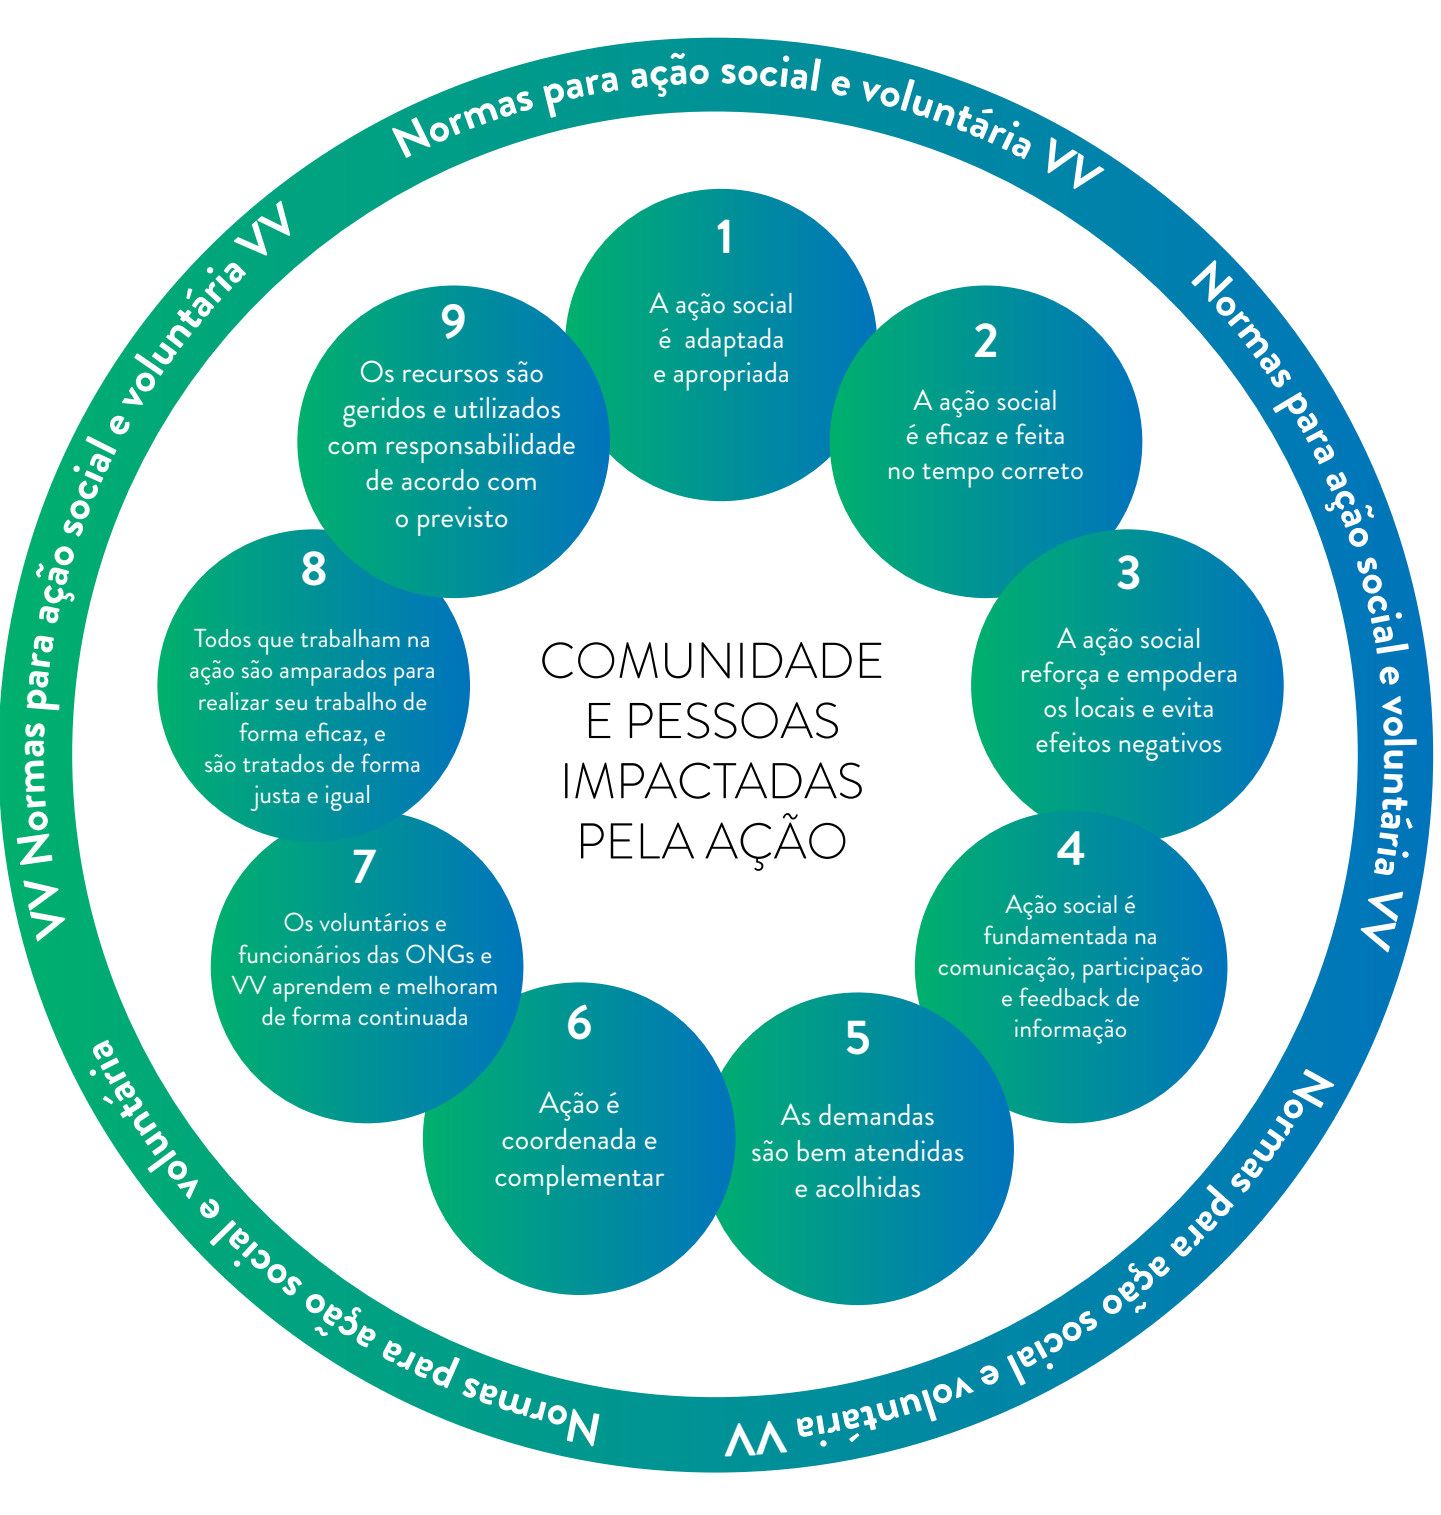 Normas para ação social e voluntária VV
Normas para ação social e voluntária VV
Normas para ação social e voluntária VV
Normas para ação social e voluntária
VV Normas para ação social e voluntária VV
1
A ação social
é adaptada
e apropriada
2
A ação social
é eficaz e feita
no tempo correto
3
A ação social
reforça e empodera
os locais e evita
efeitos negativos
4
Ação social é
fundamentada na
comunicação, participação
e feedback de
informação
5
As demandas
são bem atendidas
e acolhidas
6
Ação é
coordenada e
complementar
7
Os voluntários e
funcionários das ONGs e
VV aprendem e melhoram
de forma continuada
8
Todos que trabalham na
ação são amparados para
realizar seu trabalho de
forma eficaz, e
são tratados de forma
justa e igual
9
Os recursos são
geridos e utilizados
com responsabilidade
de acordo com
o previsto
COMUNIDADE
E PESSOAS
IMPACTADAS
PELA AÇÃO